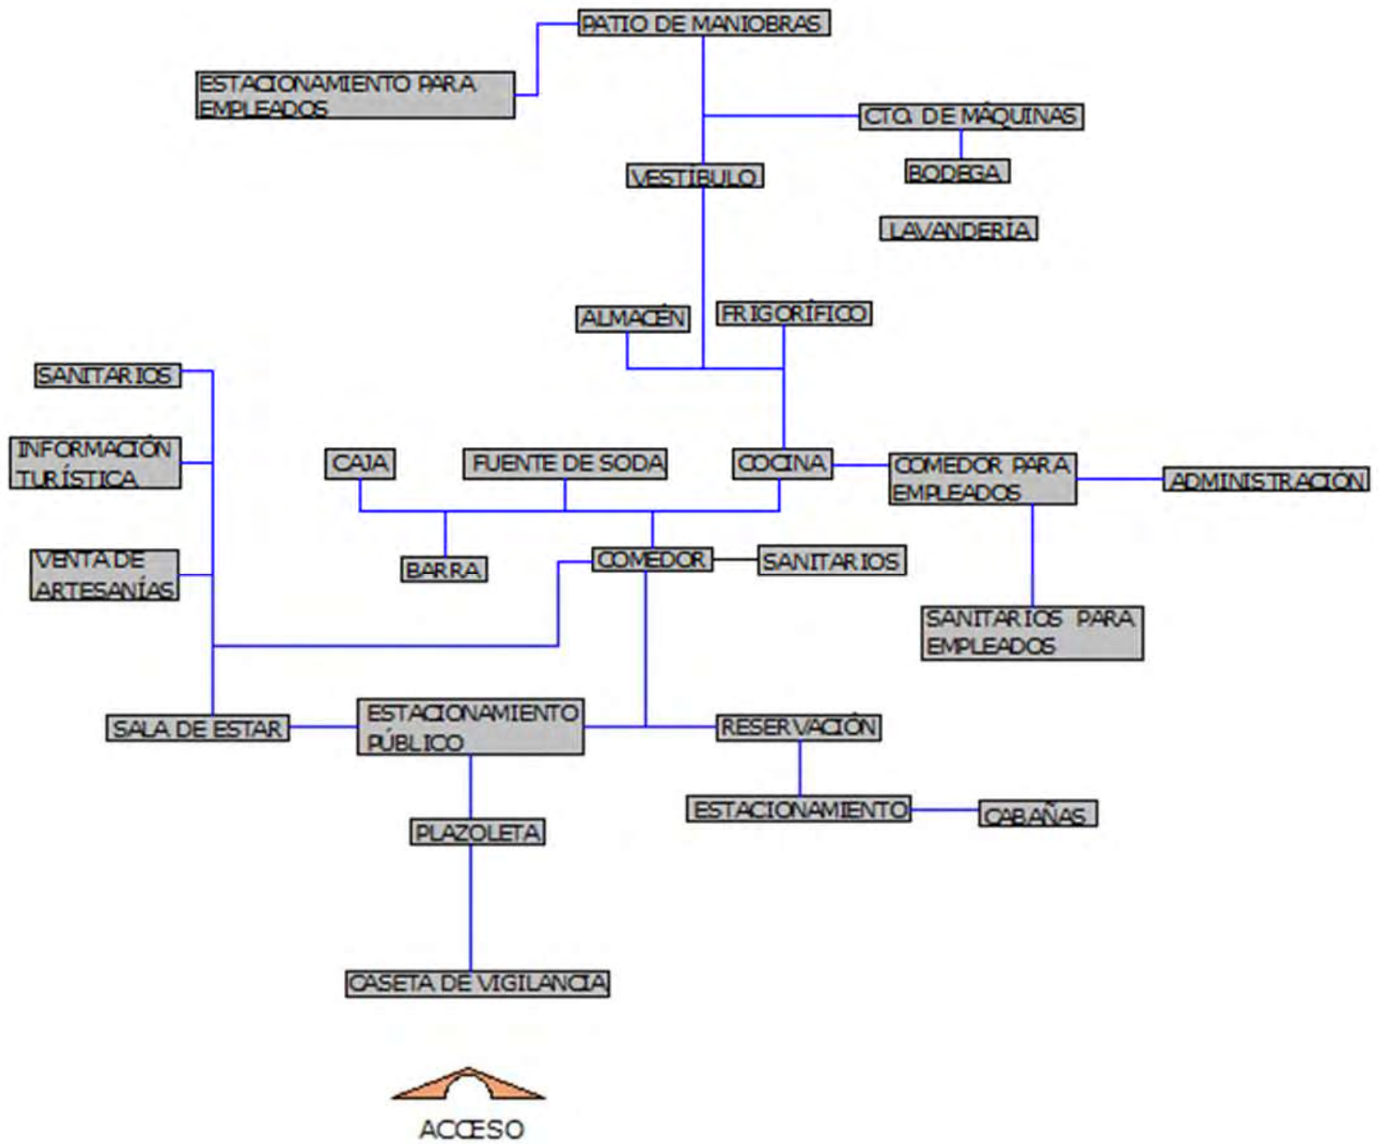 PATIO DE MANIOBRAS
ESTACIONAMIENTO PARA
EMPLEADOS
CTO. DE MÁQUINAS
VESTÍBULO
BODEGA
LAVANDERÍA
ALMACÉN
FRIGORÍFICO
SANITARIOS
INFORMACIÓN
TURÍSTICA
CAJA
FUENTE DE SODA
COCINA
COMEDOR PARA
EMPLEADOS
ADMINISTRACIÓN
VENTA DE
ARTESANÍAS
BARRA
COMEDOR
SANITARIOS
SANITARIOS PARA
EMPLEADOS
SALA DE ESTAR
ESTACIONAMIENTO
PÚBLICO
RESERVACIÓN
ESTACIONAMIENTO
CABAÑAS
PLAZOLETA
CASETA DE VIGILANCIA
ACCESO